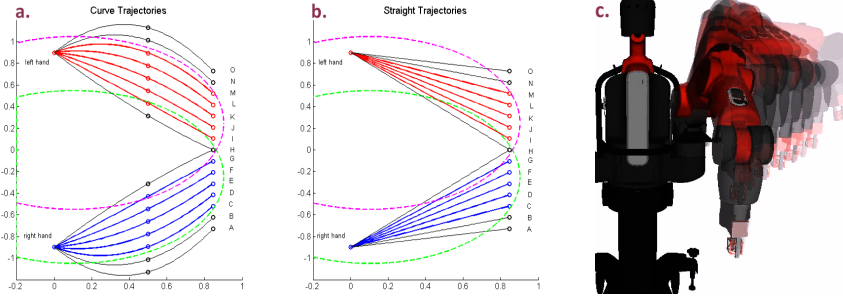 a.
Curve Trajectories
1
0.8
0.6
0.4
0.2
0
-0.2
-0.4
-0.6
-0.8
-1
left hand
right hand
O
N
M
L
K
J
I
H
G
F
E
D
C
B
A
-0.2 0 0.2 0.4 0.6 0.8 1
b.
Straight Trajectories
1
0.8
0.6
0.4
0.2
0
-0.2
-0.4
-0.6
-0.8
-1
left hand
right hand
O
N
M
L
K
J
I
H
G
F
E
D
C
B
A
-0.2 0 0.2 0.4 0.6 0.8 1
c.